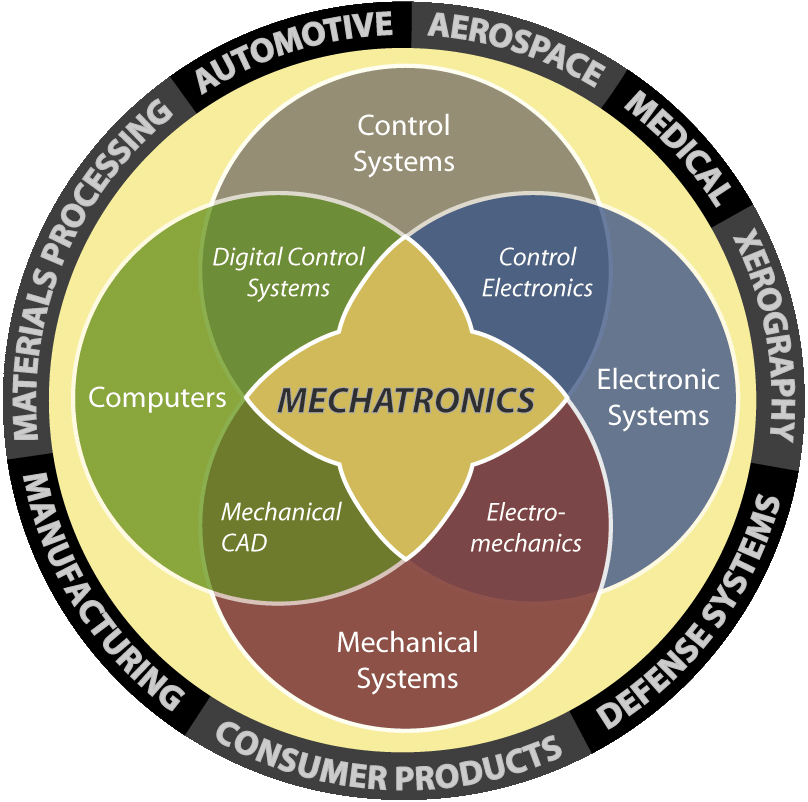 AUTOMOTIVE
AEROSPACE
MEDICAL
XEROGRAPHY
DEFENSE SYSTEMS
CONSUMER PRODUCTS
MANUFACTURING
MATERIALS PROCESSING
Control
Systems
Digital Control
Systems
Control
Electronics
Computers
MECHATRONICS
Electronic
Systems
Mechanical
CAD
Electro-
mechanics
Mechanical
Systems